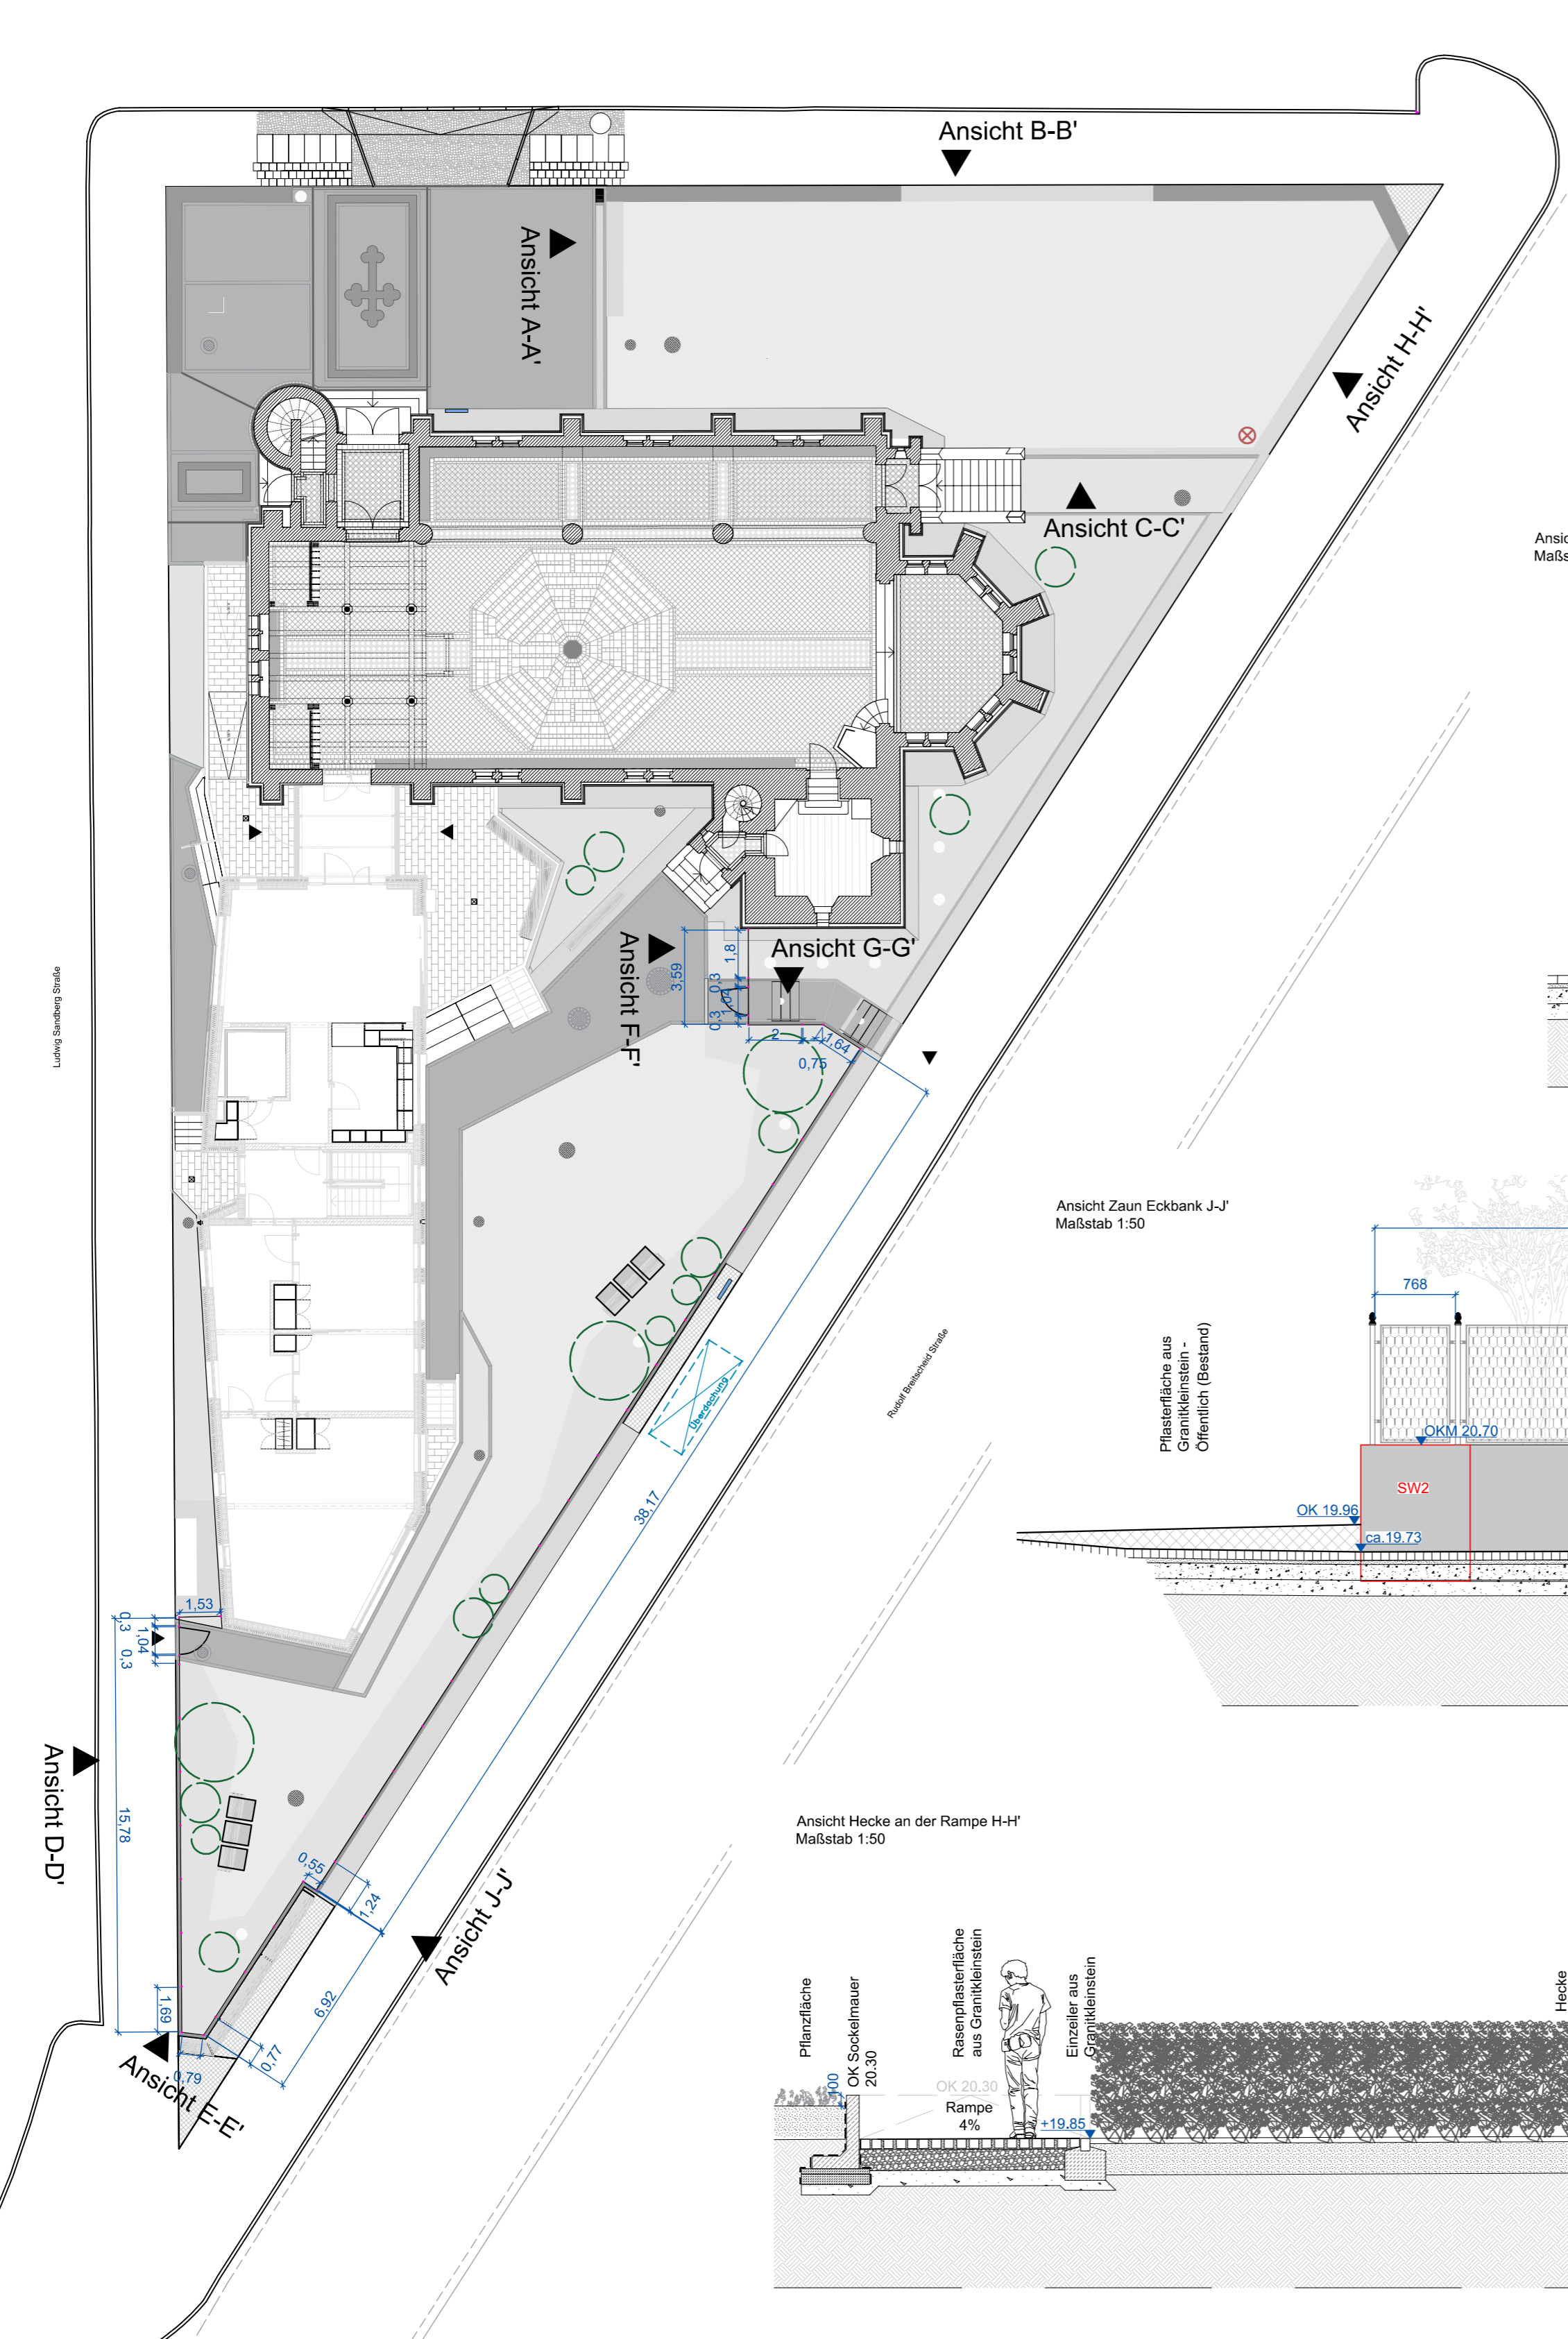 Ansicht B-B'
Ansicht A-A'
Ansicht H-H'
Ansicht C-C'
Maßs
Ludwig Sandberg Straße
Ansicht F-F'
Ansicht G-G'
3,59
1,8
0,3
1,04
0,3
2
0,75
1,64
Ansicht Zaun Eckbank J-J'
Maßstab 1:50
768
Pflasterfläche aus
Granitkleinstein -
Öffentlich (Bestand)
OKM 20.70
SW2
OK 19.96
ca.19.73
Überdachung
Rudolf Breitscheid Straße
38,17
1,53
0,3
1,04
0,3
Ansicht D-D'
15,78
0,55
1,24
Ansicht J-J'
6,92
1,69
0,77
0,79
Ansicht E-E'
Ansicht Hecke an der Rampe H-H'
Maßstab 1:50
Pflanzfläche
OK Sockelmauer
20.30
100
Rasenpflasterfläche
aus Granitkleinstein
Einzeiler aus
Granitkleinstein
Hecke
OK 20.30
Rampe
4%
+19.85